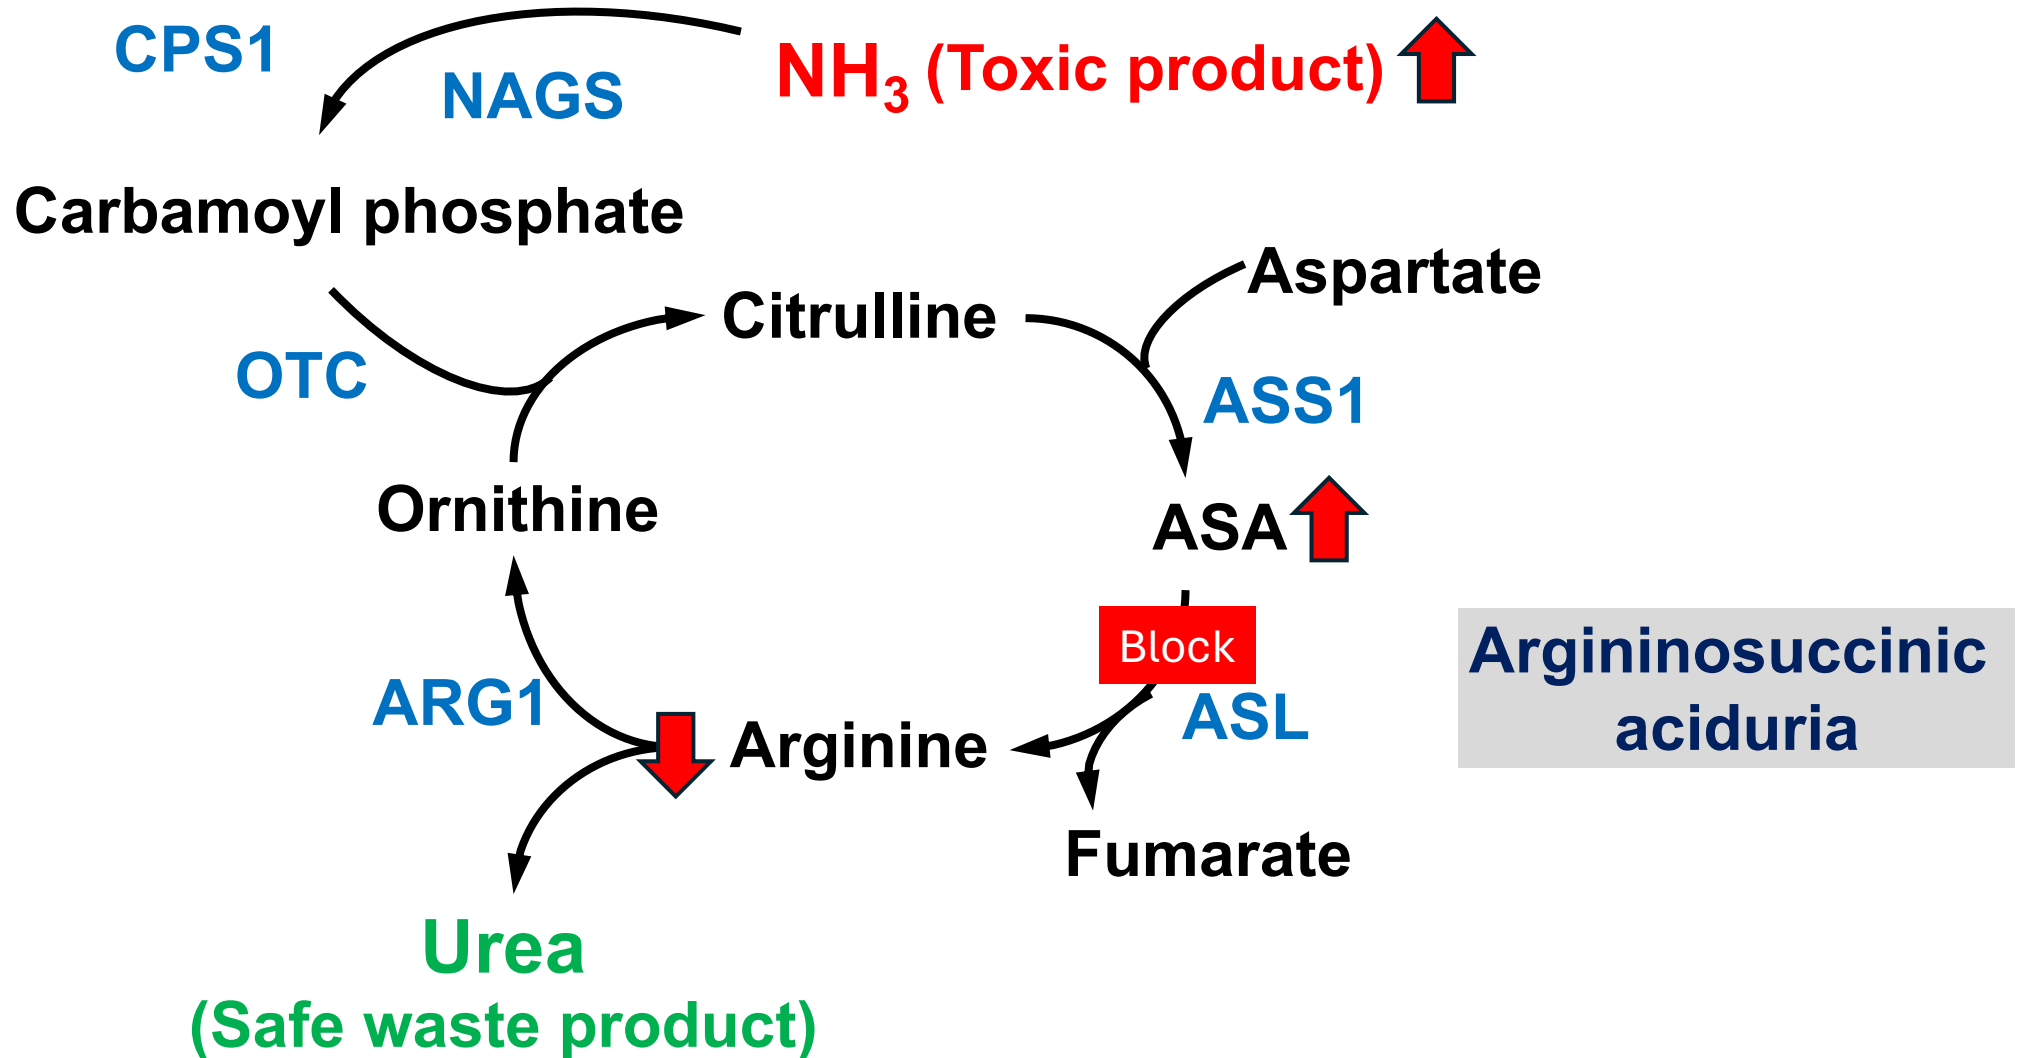 CPS1
NAGS
NH3 (Toxic product)
Carbamoyl phosphate
Aspartate
Citrulline
OTC
ASS1
Ornithine
ASA
Block
Argininosuccinic
aciduria
ARG1
ASL
Arginine
Fumarate
Urea
(Safe waste product)